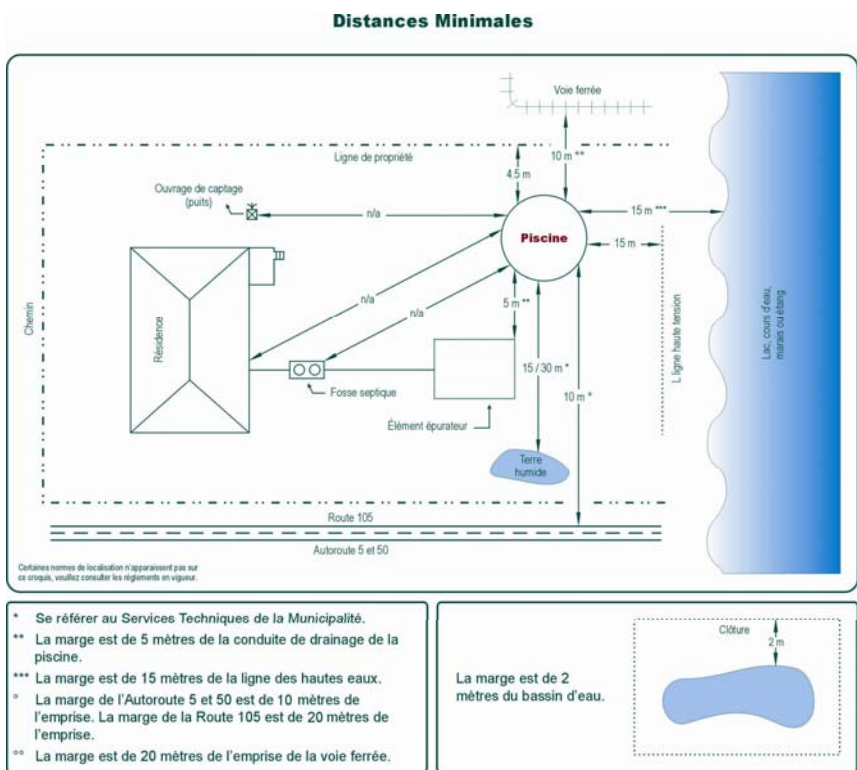 Distances Minimales
Voie ferrée
Ligne de propriété
10 m °°
4.5 m
Ouvrage de captage
(puits)
n/a
15 m ***
Piscine
15 m
Chemin
Résidence
n/a
n/a
5 m **
L ligne haute tension
Lac, cours d'eau,
marais ou étang
Fosse septique
15 / 30 m *
10 m °
Élément épurateur
Terre
humide
Route 105
Autoroute 5 et 50
Certaines normes de localisation n'apparaissent pas sur
ce croquis, veuillez consulter les réglements en vigueur.
* Se référer au Services Techniques de la Municipalité.
** La marge est de 5 mètres de la conduite de drainage de la
piscine.
*** La marge est de 15 mètres de la ligne des hautes eaux.
° La marge de l'Autoroute 5 et 50 est de 10 mètres de
l'emprise. La marge de la Route 105 est de 20 mètres de
l'emprise.
°° La marge est de 20 mètres de l'emprise de la voie ferrée.
Clôture
2 m
La marge est de 2
mètres du bassin d'eau.